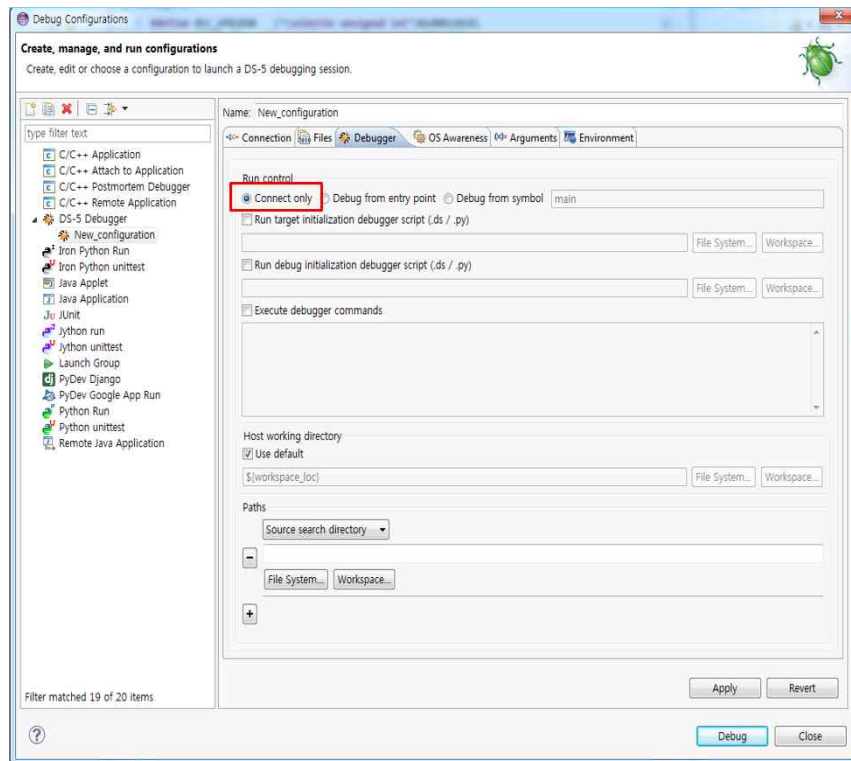 Debug Configurations
Create, manage, and run configurations
Create, edit or choose a configuration to launch a DS-5 debugging session.
type filter text
C/C++ Application
C/C++ Attach to Application
C/C++ Postmortem Debugger
C/C++ Remote Application
DS-5 Debugger
New_configuration
Iron Python Run
Iron Python unittest
Java Applet
Java Application
JUnit
Jython run
Jython unittest
Launch Group
PyDev Django
PyDev Google App Run
Python Run
Python unittest
Remote Java Application
Filter matched 19 of 20 items
Name: New_configuration
Connection Files Debugger OS Awareness Arguments Environment
Run control
Connect only Debug from entry point Debug from symbol main
Run target initialization debugger script (.ds / .py)
File System... Workspace...
Run debug initialization debugger script (.ds / .py)
File System... Workspace...
Execute debugger commands
Host working directory
Use default
${workspace_loc}
File System... Workspace...
Paths
Source search directory
File System... Workspace...
Apply Revert
Debug Close